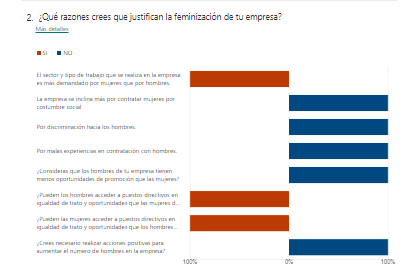 2. ¿Qué razones crees que justifican la feminización de tu empresa?
Más detalles
SI NO
El sector y tipo de trabajo que se realiza en la empresa
es más demandado por mujeres que por hombres.
La empresa se inclina más por contratar mujeres por
costumbre social
Por discriminación hacia los hombres.
Por malas experiencias en contratación con hombres.
¿Consideras que los hombres de tu empresa tienen
menos oportunidades de promoción que las mujeres?
¿Pueden los hombres acceder a puestos directivos en
igualdad de trato y oportunidades que las mujeres d...
¿Pueden las mujeres acceder a puestos directivos en
igualdad de trato y oportunidades que los hombres...
¿Crees necesario realizar acciones positivas para
aumentar el número de hombres en la empresa?
100% 0% 100%